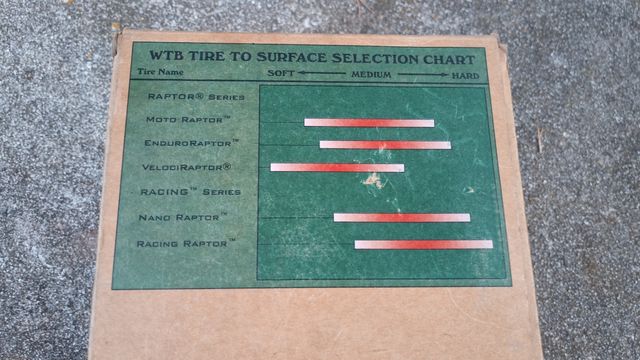 WTB TIRE TO SURFACE SELECTION CHART
Tire Name SOFT MEDIUM HARD
RAPTOR® SERIES
MOTO RAPTOR™
ENDURORAPTOR™
VELOCIRAPTOR®
RACING™ SERIES
NANO RAPTOR™
RACING RAPTOR™